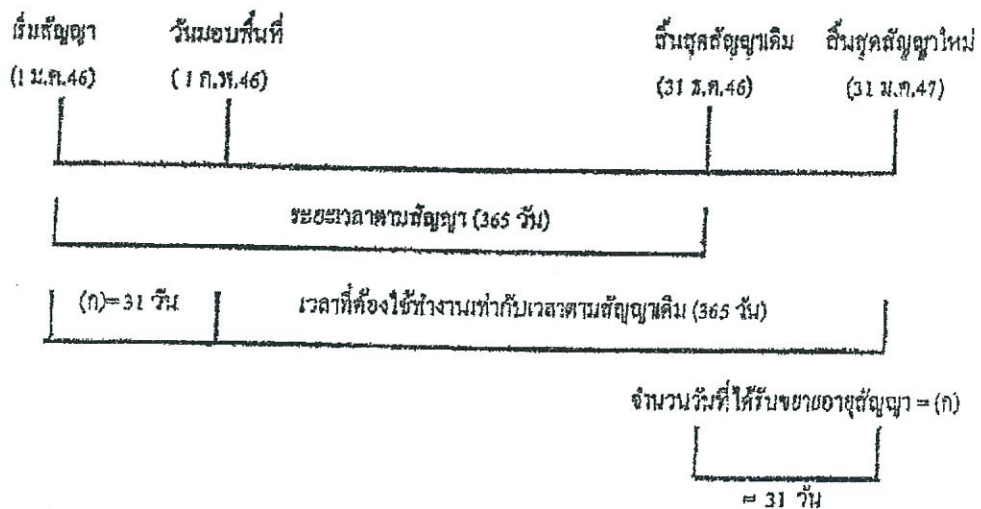 เริ่มสัญญา วันมอบพื้นที่ สิ้นสุดสัญญาเดิม สิ้นสุดสัญญาใหม่
(1 ม.ค.46) (1 ก.พ.46) (31 ธ.ค.46) (31 ม.ค.47)
ระยะเวลาตามสัญญา (365 วัน)
(ก)=31 วัน เวลาที่ต้องใช้ทำงานเท่ากับเวลาตามสัญญาเดิม (365 วัน)
จำนวนวันที่ได้รับขยายอายุสัญญา = (ก)
= 31 วัน